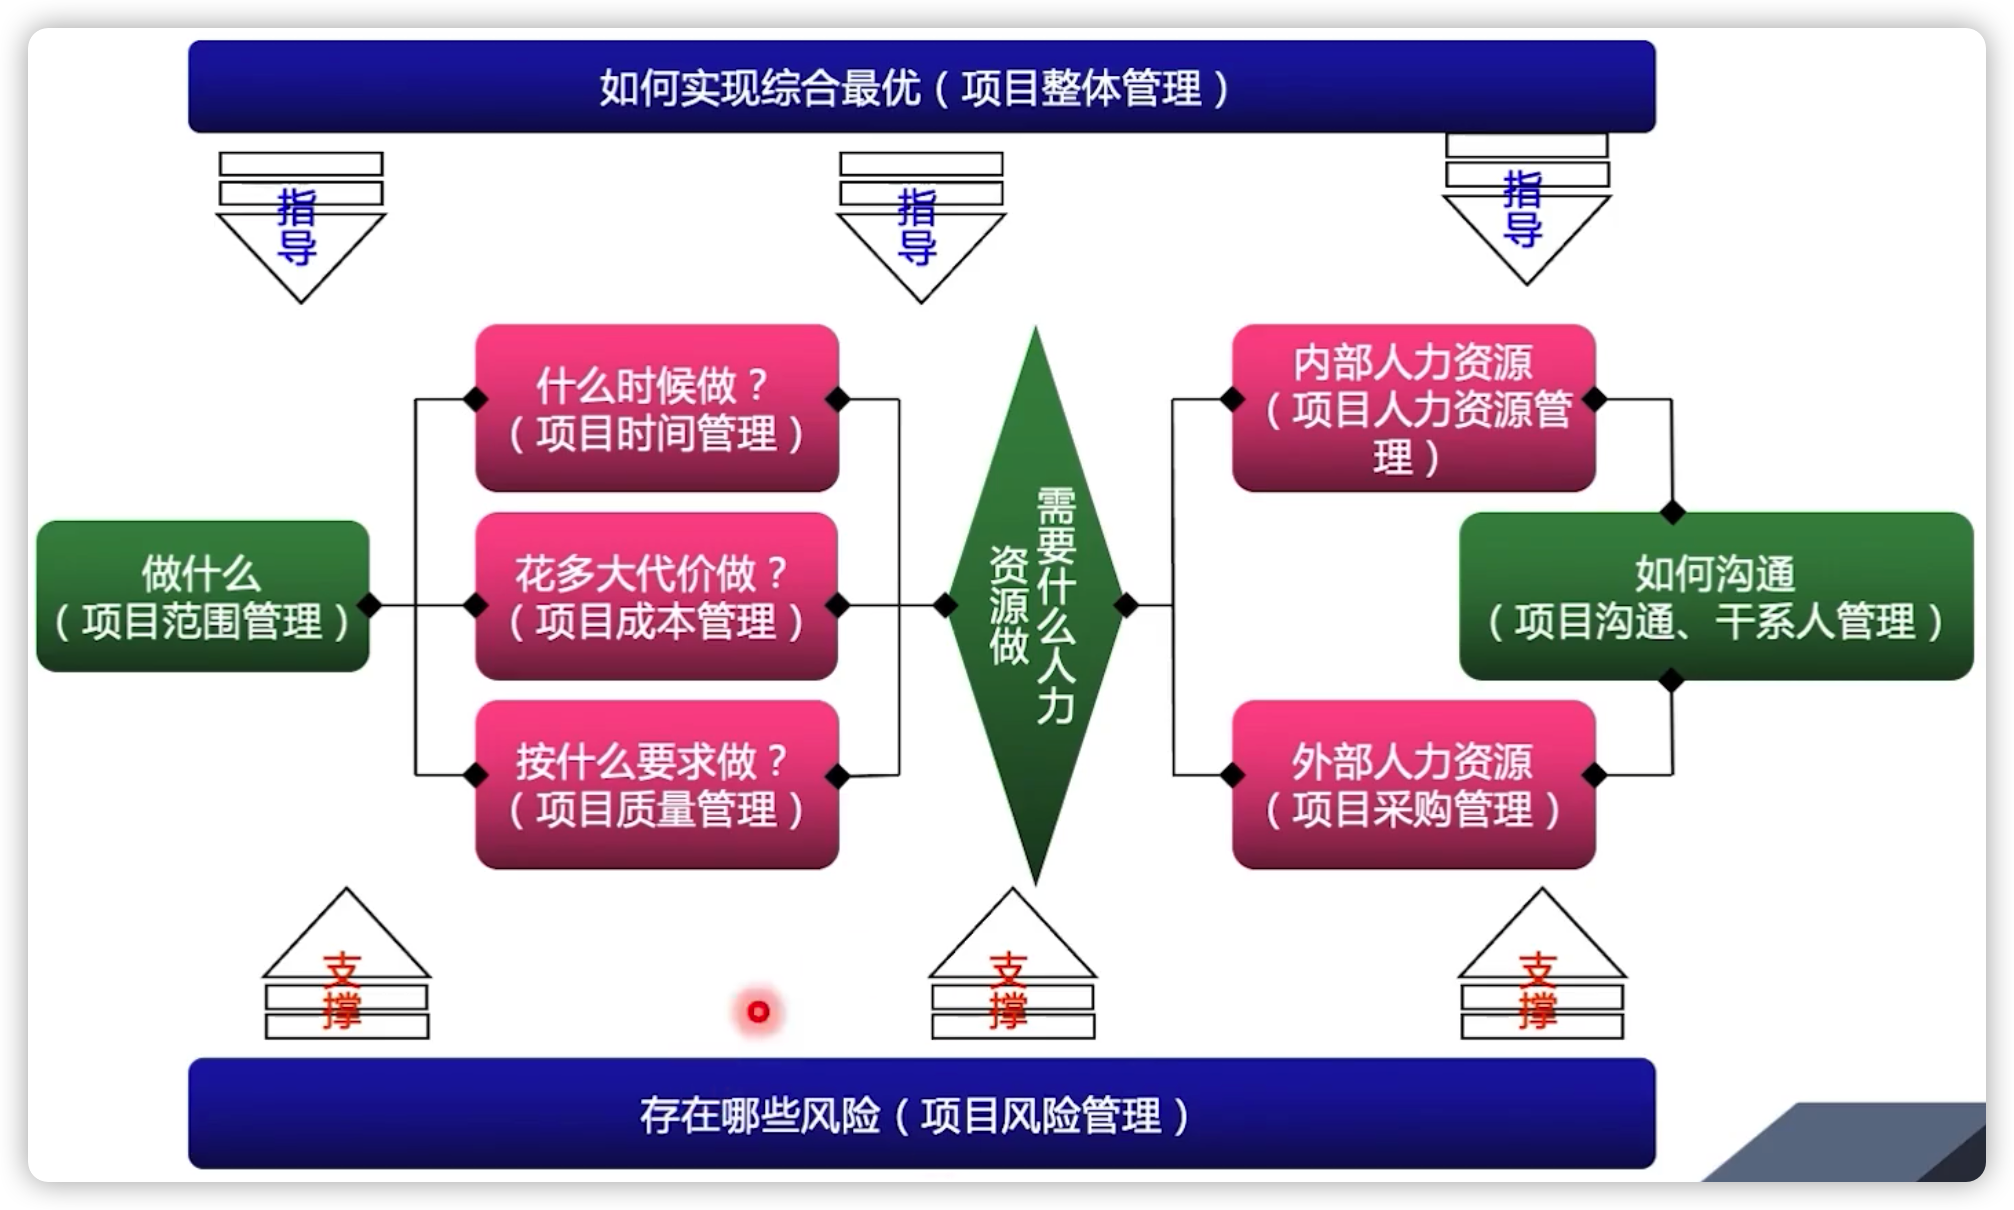 如何实现综合最优（项目整体管理）
指
导
指
导
指
导
做什么
（项目范围管理）
什么时候做？
（项目时间管理）
花多大代价做？
（项目成本管理）
按什么要求做？
（项目质量管理）
需要什么人力
资源做
内部人力资源
（项目人力资源管
理）
外部人力资源
（项目采购管理）
如何沟通
（项目沟通、干系人管理）
支
撑
支
撑
支
撑
存在哪些风险（项目风险管理）